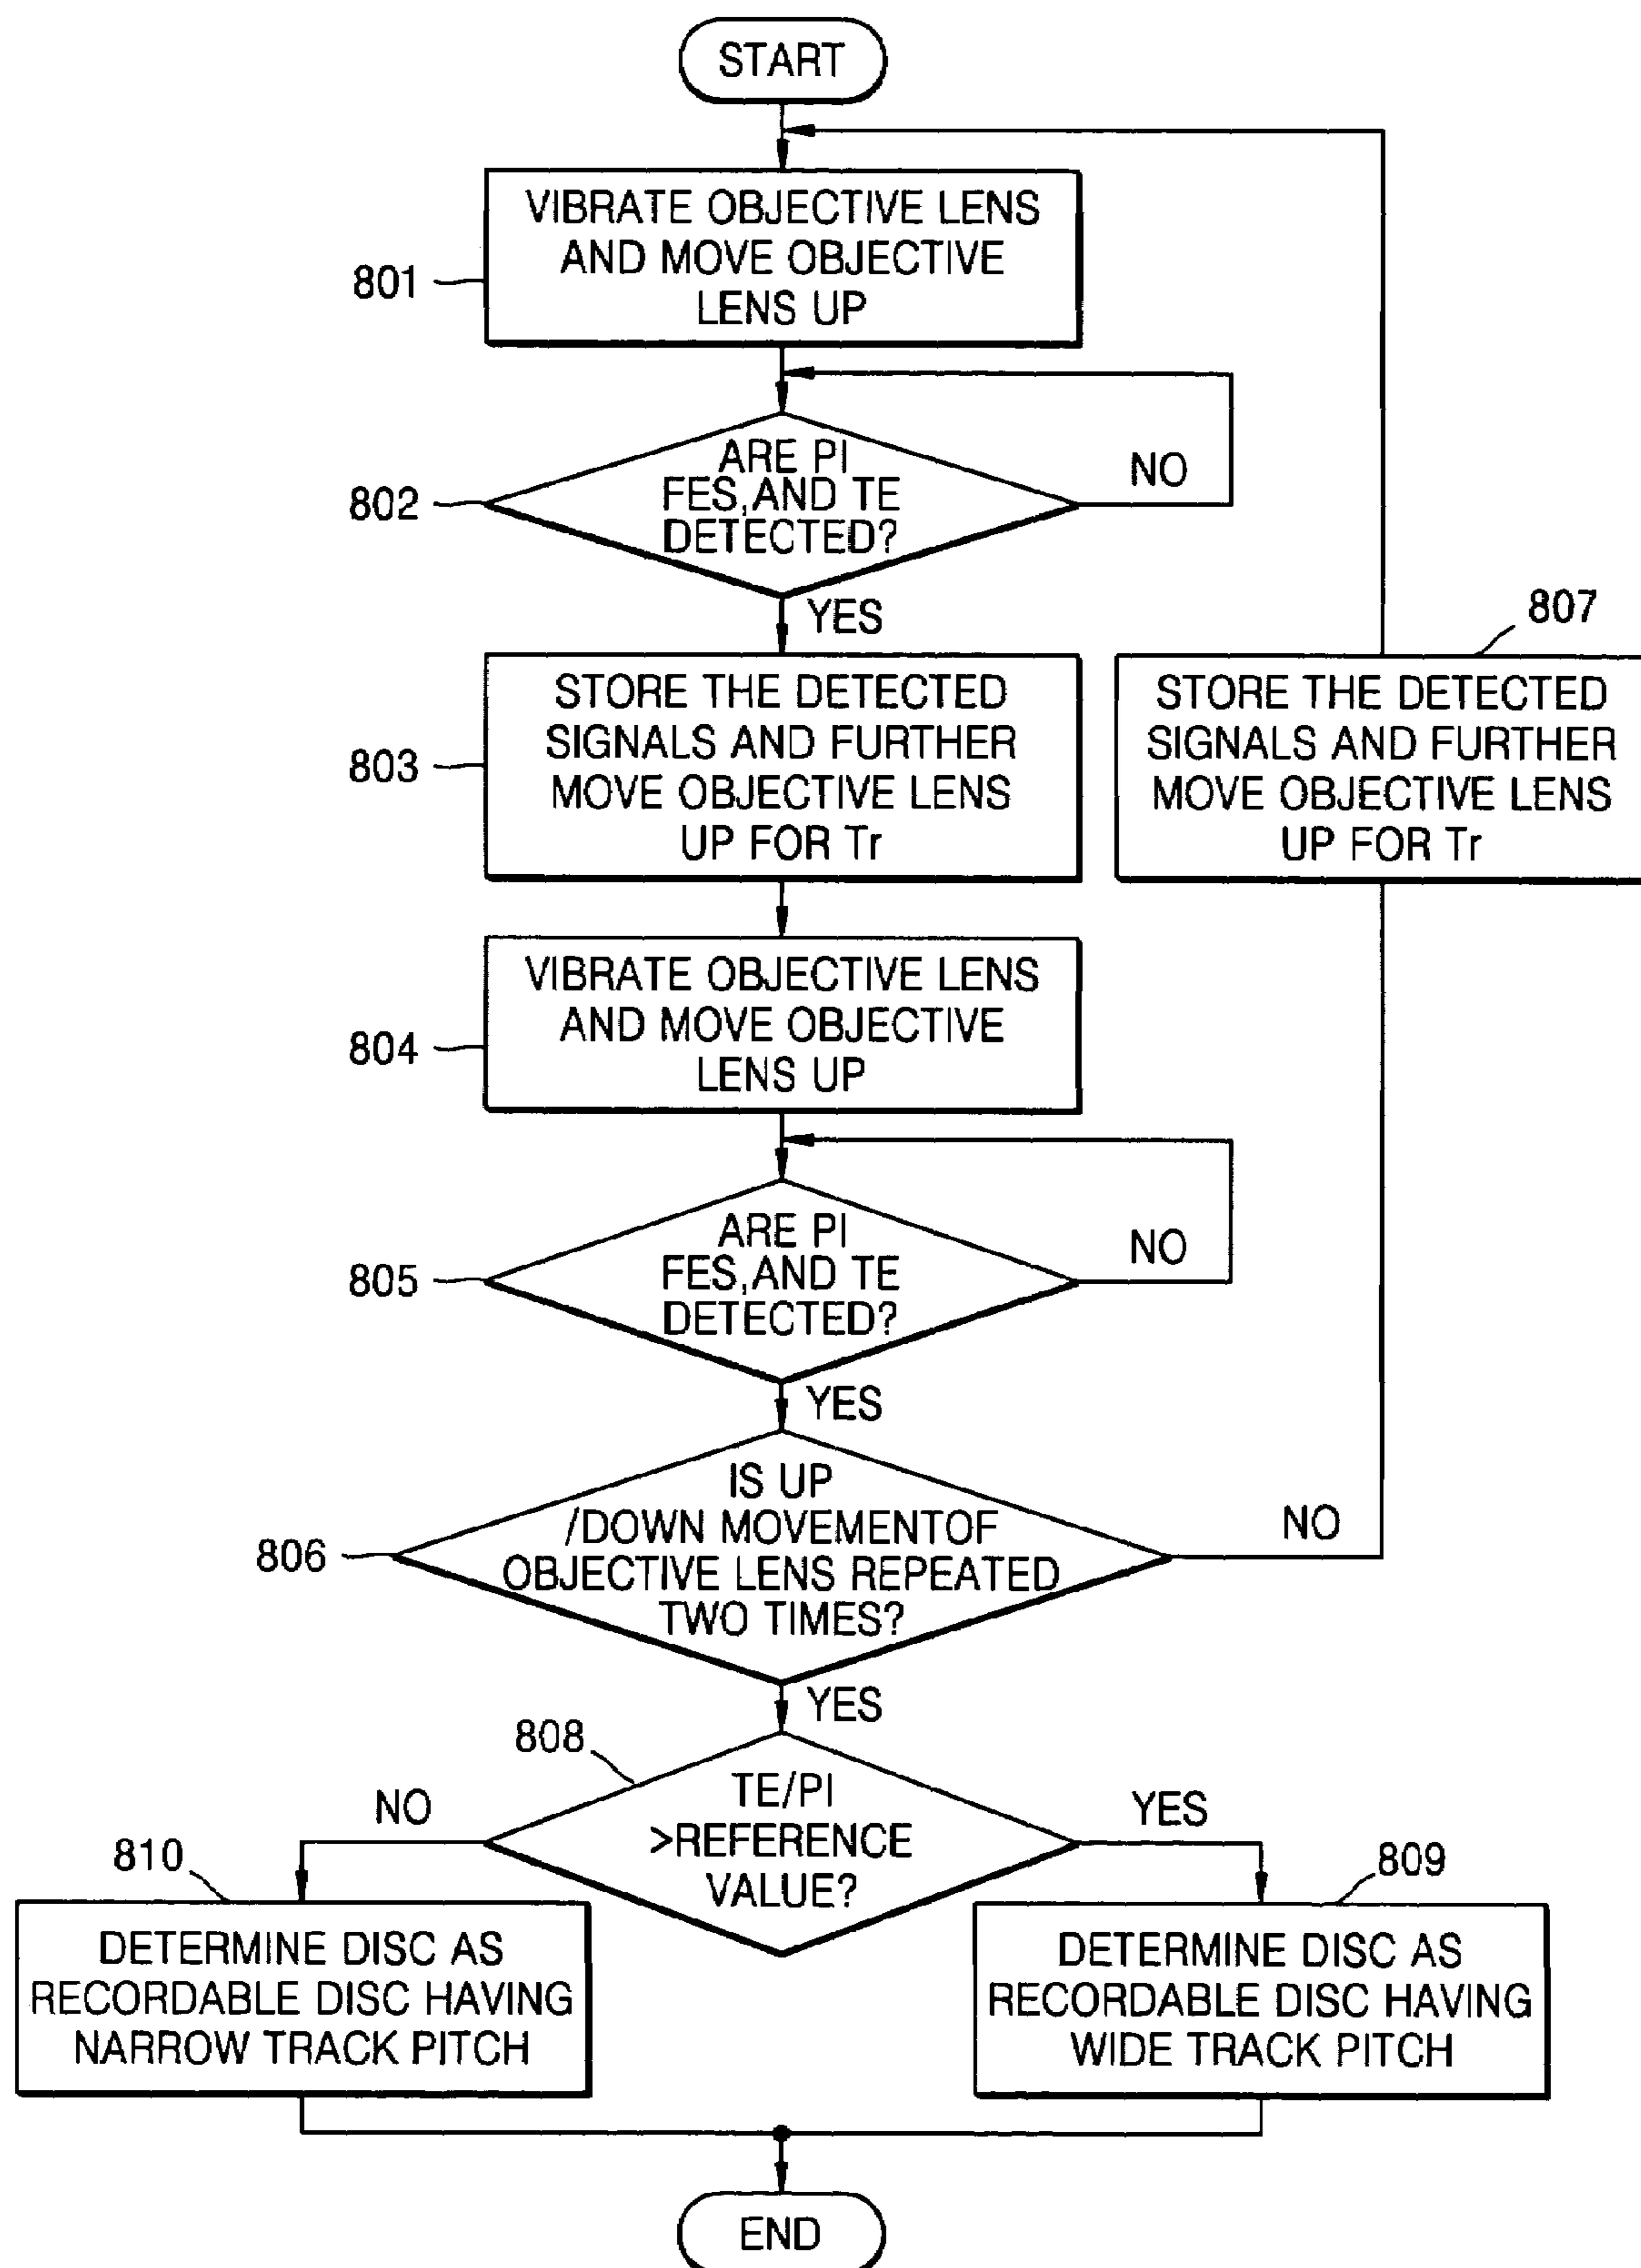 START
VIBRATE OBJECTIVE LENS
AND MOVE OBJECTIVE
LENS UP
801
ARE PI
FES,AND TE
DETECTED?
NO
802
YES
807
STORE THE DETECTED
SIGNALS AND FURTHER
MOVE OBJECTIVE LENS
UP FOR Tr
803
STORE THE DETECTED
SIGNALS AND FURTHER
MOVE OBJECTIVE LENS
UP FOR Tr
VIBRATE OBJECTIVE LENS
AND MOVE OBJECTIVE
LENS UP
804
ARE PI
FES,AND TE
DETECTED?
NO
805
YES
IS UP
/DOWN MOVEMENTOF
OBJECTIVE LENS REPEATED
TWO TIMES?
NO
806
YES
808
TE/PI
>REFERENCE
VALUE?
NO
YES
810
809
DETERMINE DISC AS
RECORDABLE DISC HAVING
NARROW TRACK PITCH
DETERMINE DISC AS
RECORDABLE DISC HAVING
WIDE TRACK PITCH
END